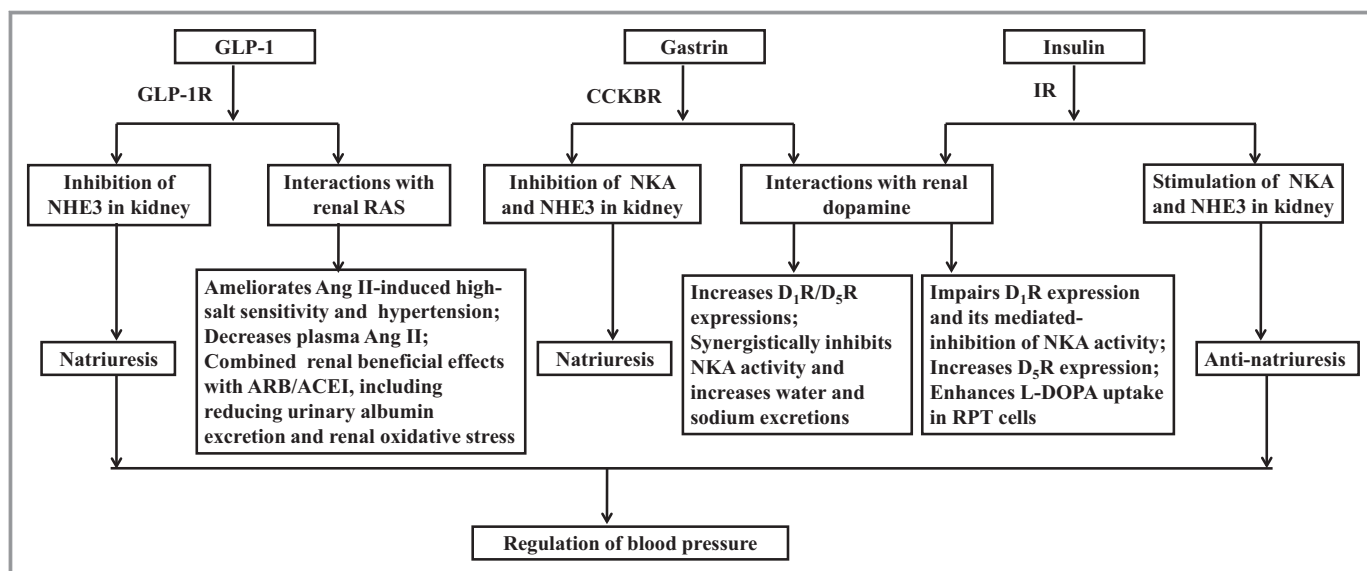 GLP-1
Gastrin
Insulin
GLP-1R
CCKBR
IR
Inhibition of
NHE3 in kidney
Interactions with
renal RAS
Inhibition of NKA
and NHE3 in kidney
Interactions with renal
dopamine
Stimulation of NKA
and NHE3 in kidney
Natriuresis
Ameliorates Ang II-induced high-
salt sensitivity and hypertension;
Decreases plasma Ang II;
Combined renal beneficial effects
with ARB/ACEI, including
reducing urinary albumin
excretion and renal oxidative stress
Natriuresis
Increases D₁R/D₅R
expressions;
Synergistically inhibits
NKA activity and
increases water and
sodium excretions
Impairs D₁R expression
and its mediated-
inhibition of NKA activity;
Increases D₅R expression;
Enhances L-DOPA uptake
in RPT cells
Anti-natriuresis
Regulation of blood pressure